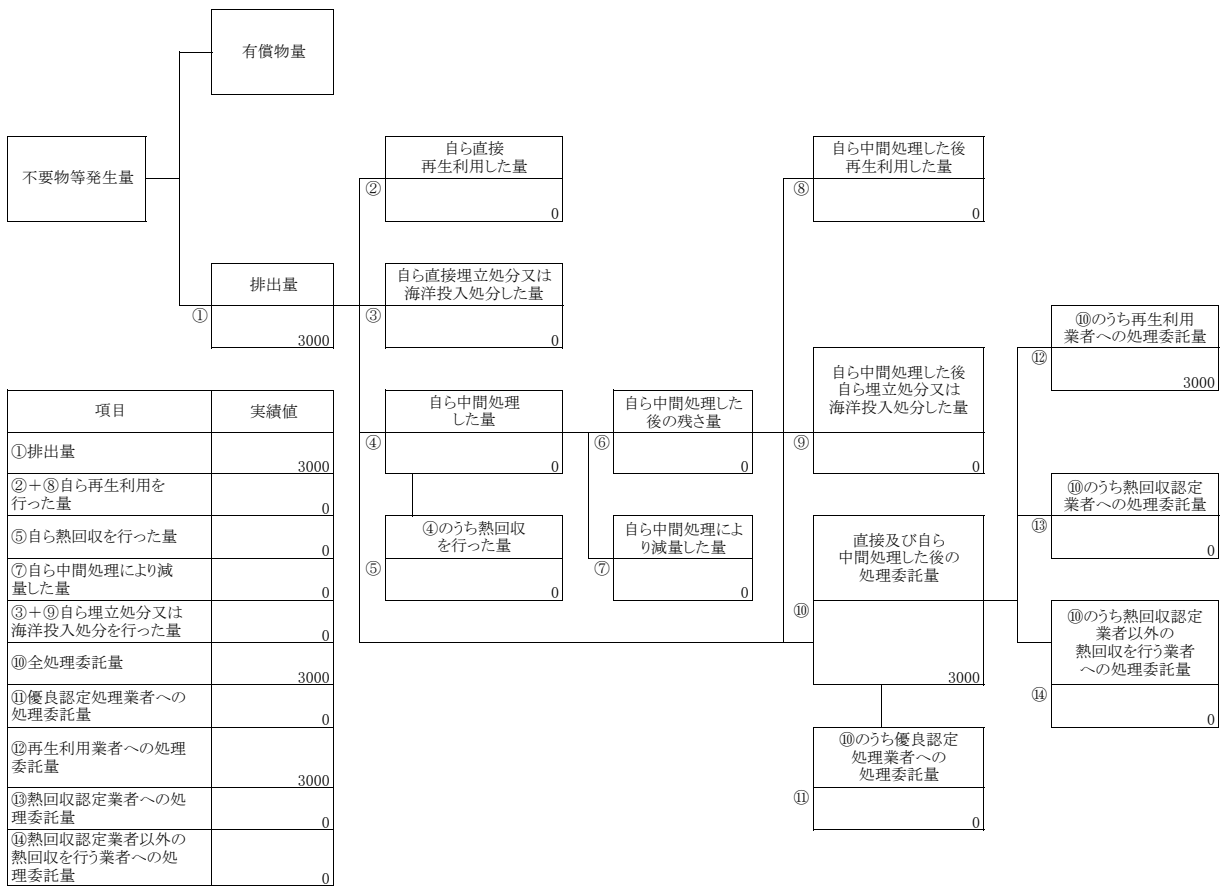 有償物量
不要物等発生量
排出量
①
3000
自ら直接
再生利用した量
②
0
自ら直接埋立処分又は
海洋投入処分した量
③
0
自ら中間処理
した量
④
0
④のうち熱回収
を行った量
⑤
0
自ら中間処理した
後の残さ量
⑥
0
自ら中間処理によ
り減量した量
⑦
0
自ら中間処理した後
再生利用した量
⑧
0
自ら中間処理した後
自ら埋立処分又は
海洋投入処分した量
⑨
0
直接及び自ら
中間処理した後の
処理委託量
⑩
3000
⑩のうち優良認定
処理業者への
処理委託量
⑪
0
⑩のうち再生利用
業者への処理委託量
⑫
3000
⑩のうち熱回収認定
業者への処理委託量
⑬
0
⑩のうち熱回収認定
業者以外の
熱回収を行う業者
への処理委託量
⑭
0
項目 実績値
①排出量
3000
②+⑧自ら再生利用を
行った量
0
⑤自ら熱回収を行った量
0
⑦自ら中間処理により減
量した量
0
③+⑨自ら埋立処分又は
海洋投入処分を行った量
0
⑩全処理委託量
3000
⑪優良認定処理業者への
処理委託量
0
⑫再生利用業者への処理
委託量
3000
⑬熱回収認定業者への処
理委託量
0
⑭熱回収認定業者以外の
熱回収を行う業者への処
理委託量
0